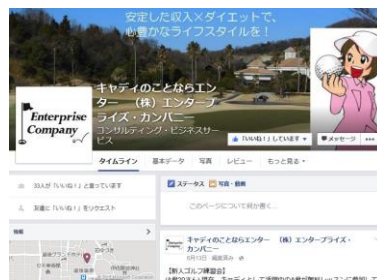 安定した収入×ダイエットで、
心豊かなライフスタイルを！
Enterprise
Company
キャディのことならエン
ター （株）エンタープ
ライズ・カンパニー
コンサルティング・ビジネスサー
ビス
「いいね！」しています
メッセージ
タイムライン 基本データ 写真 レビュー もっと見る
33人が「いいね！」と言っています
友達に「いいね！」をリクエスト
情報
ステータス 写真・動画
このページについて何か書く...
キャディのことならエンター （株）エンタープライズ・カ
ンパニー
6月13日
【新人ゴルフ練習会】